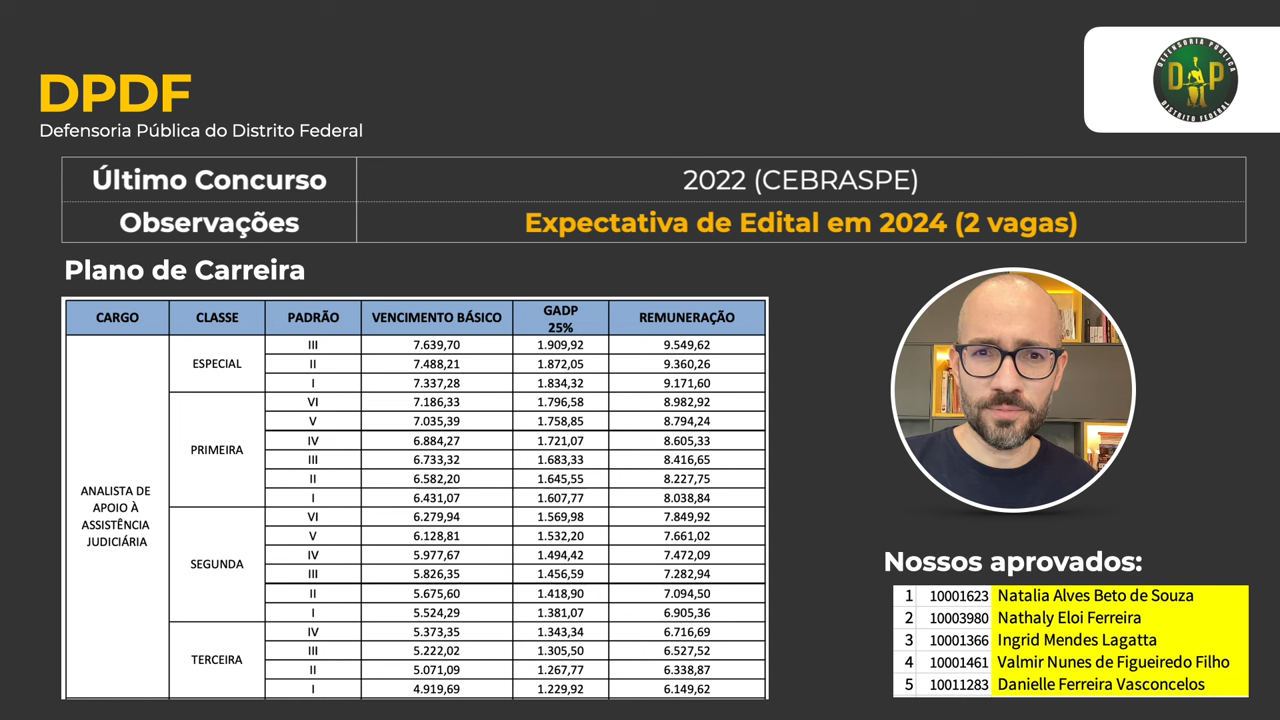 DPDF
Defensoria Pública do Distrito Federal
DEFENSORIA PÚBLICA
D P
DISTRITO FEDERAL
Último Concurso 2022 (CEBRASPE)
Observações Expectativa de Edital em 2024 (2 vagas)
Plano de Carreira
CARGO CLASSE PADRÃO VENCIMENTO BÁSICO GADP 25% REMUNERAÇÃO
ANALISTA DE
APOIO À
ASSISTÊNCIA
JUDICIÁRIA
ESPECIAL
III 7.639,70 1.909,92 9.549,62
II 7.488,21 1.872,05 9.360,26
I 7.337,28 1.834,32 9.171,60
PRIMEIRA
VI 7.186,33 1.796,58 8.982,92
V 7.035,39 1.758,85 8.794,24
IV 6.884,27 1.721,07 8.605,33
III 6.733,32 1.683,33 8.416,65
II 6.582,20 1.645,55 8.227,75
I 6.431,07 1.607,77 8.038,84
SEGUNDA
VI 6.279,94 1.569,98 7.849,92
V 6.128,81 1.532,20 7.661,02
IV 5.977,67 1.494,42 7.472,09
III 5.826,35 1.456,59 7.282,94
II 5.675,60 1.418,90 7.094,50
I 5.524,29 1.381,07 6.905,36
TERCEIRA
IV 5.373,35 1.343,34 6.716,69
III 5.222,02 1.305,50 6.527,52
II 5.071,09 1.267,77 6.338,87
I 4.919,69 1.229,92 6.149,62
Nossos aprovados:
1 10001623 Natalia Alves Beto de Souza
2 10003980 Nathaly Eloi Ferreira
3 10001366 Ingrid Mendes Lagatta
4 10001461 Valmir Nunes de Figueiredo Filho
5 10011283 Danielle Ferreira Vasconcelos